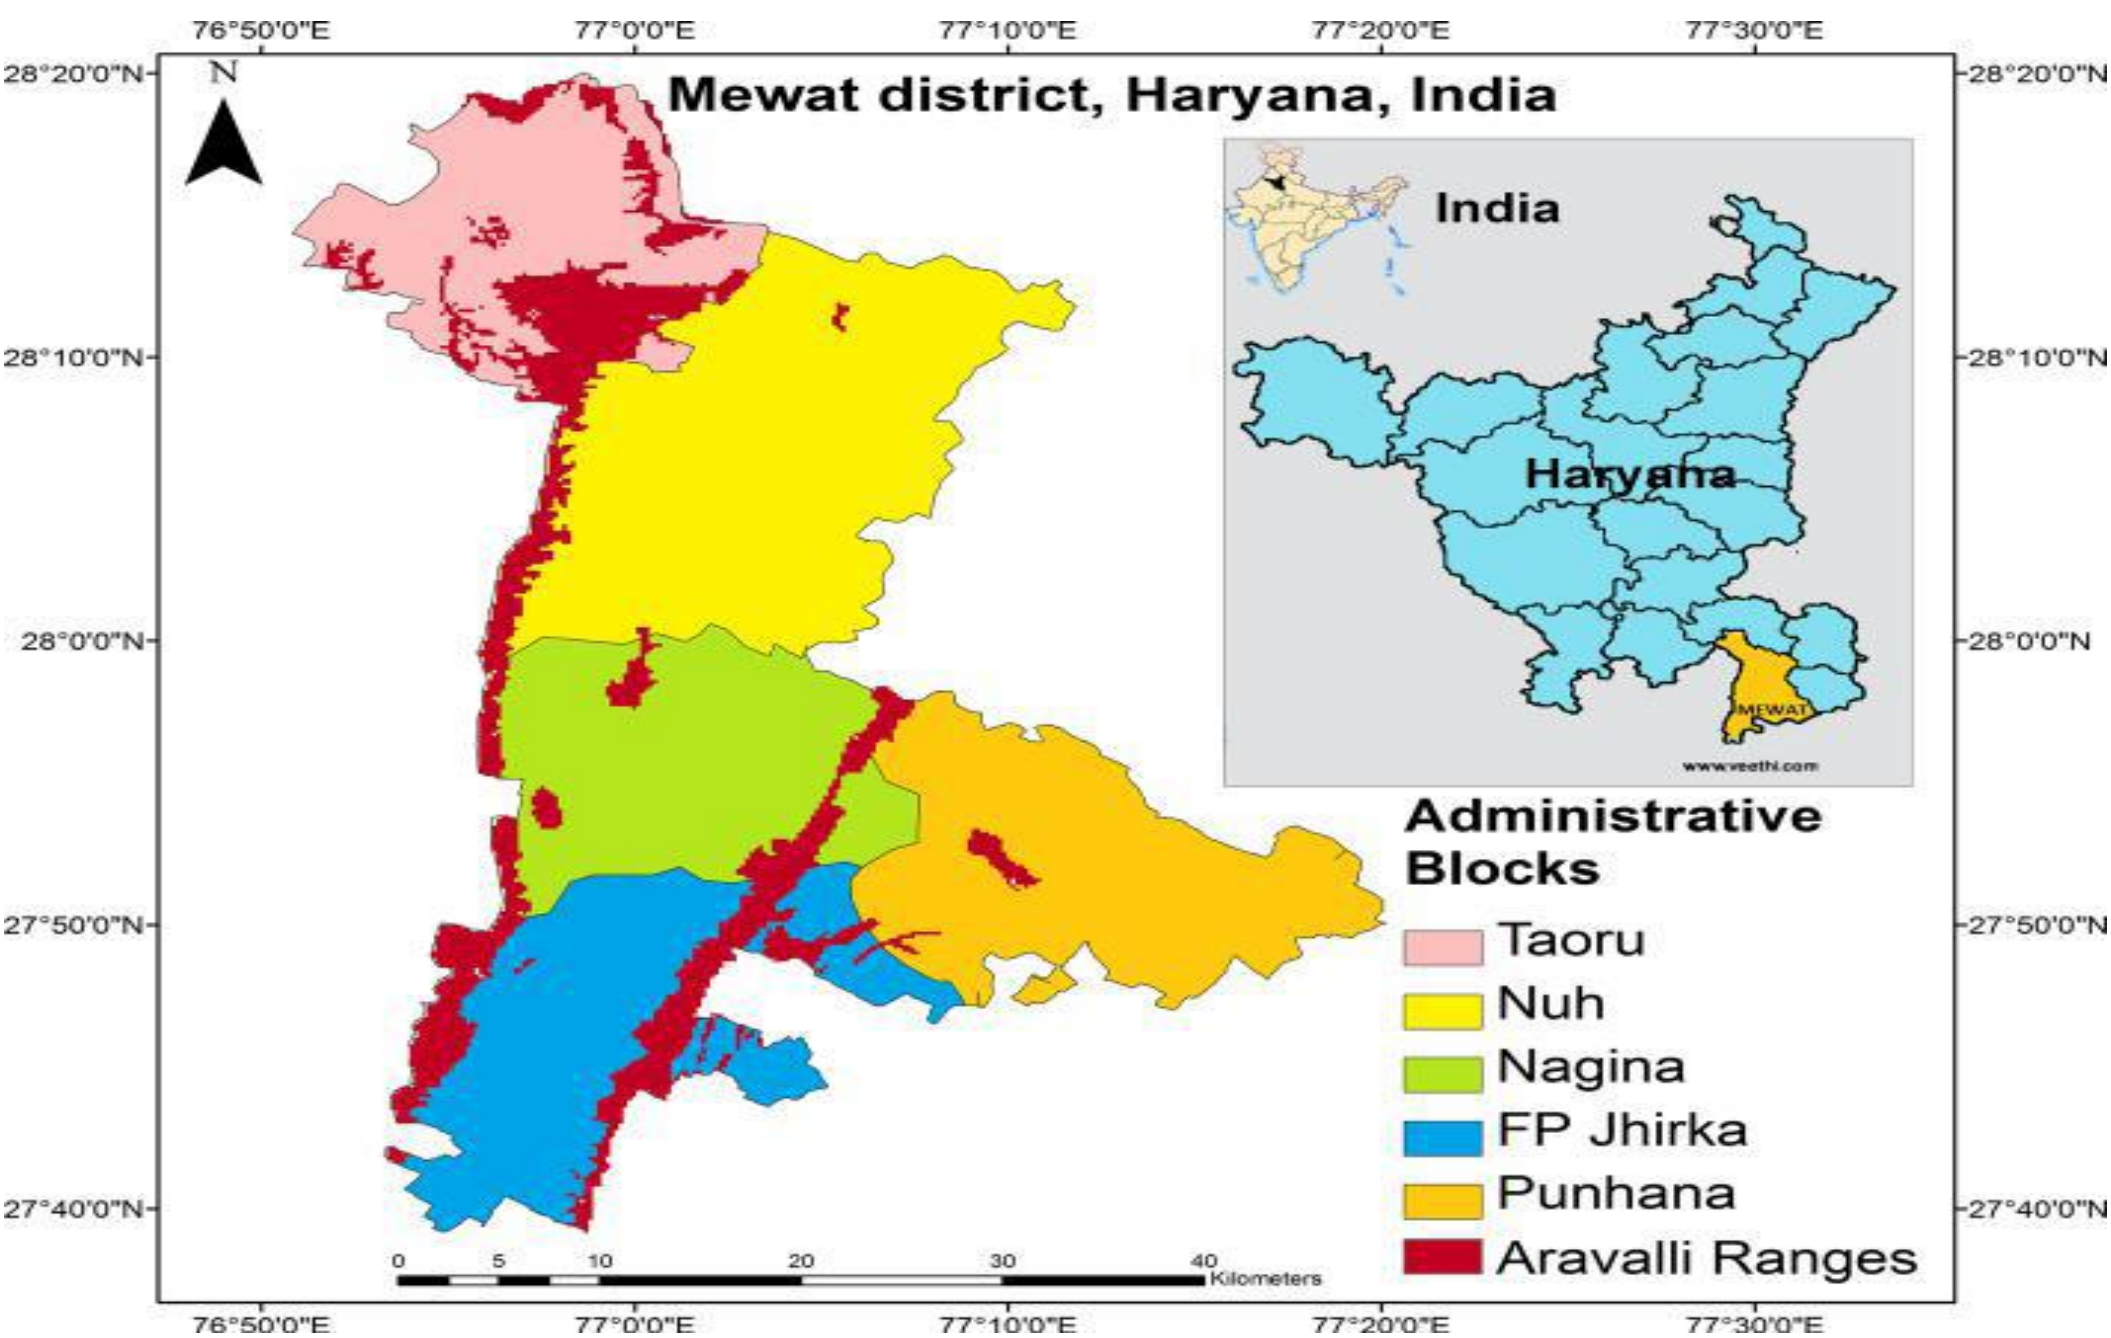 76°50'0"E 77°0'0"E 77°10'0"E 77°20'0"E 77°30'0"E
28°20'0"N 28°20'0"N
N
Mewat district, Haryana, India
India
28°10'0"N 28°10'0"N
Haryana
28°0'0"N 28°0'0"N
MEWAT
www.veethi.com
Administrative
Blocks
27°50'0"N 27°50'0"N
Taoru
Nuh
Nagina
FP Jhirka
Punhana
27°40'0"N 27°40'0"N
Aravalli Ranges
0 5 10 20 30 40
Kilometers
76°50'0"E 77°0'0"E 77°10'0"E 77°20'0"E 77°30'0"E